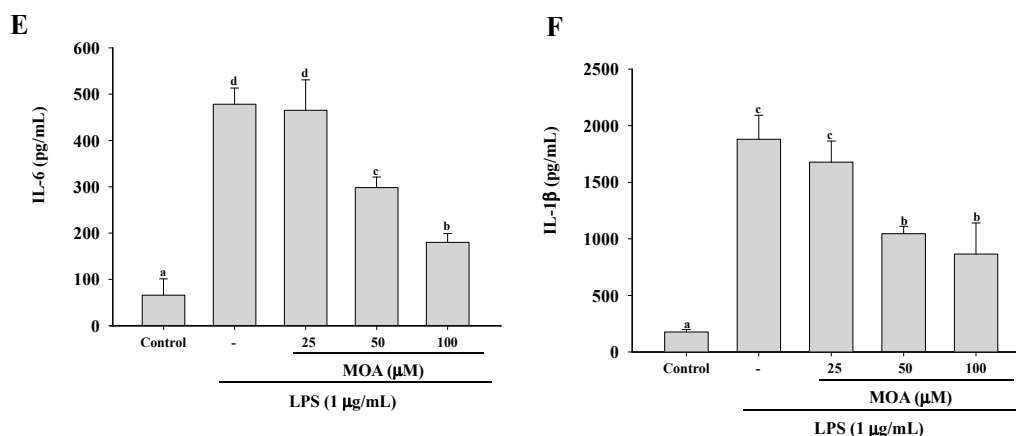 E
IL-6 (pg/mL)
600
500
400
300
200
100
0
a
d
d
c
b
Control - 25 50 100
MOA (μM)
LPS (1 μg/mL)
F
IL-1β (pg/mL)
2500
2000
1500
1000
500
0
a
c
c
b
b
Control - 25 50 100
MOA (μM)
LPS (1 μg/mL)